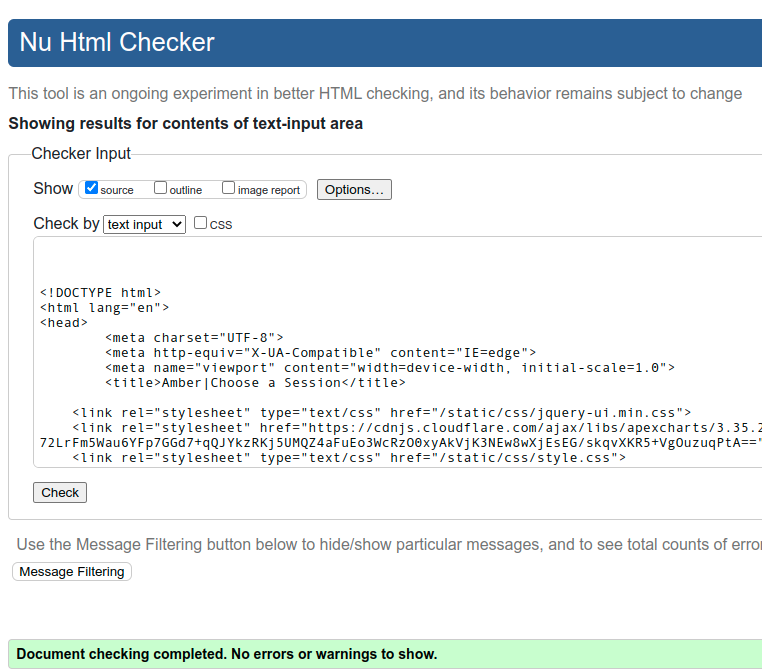 Nu Html Checker
This tool is an ongoing experiment in better HTML checking, and its behavior remains subject to change
Showing results for contents of text-input area
Checker Input
Show source outline image report Options...
Check by text input css
<!DOCTYPE html>
<html lang="en">
<head>
<meta charset="UTF-8">
<meta http-equiv="X-UA-Compatible" content="IE=edge">
<meta name="viewport" content="width=device-width, initial-scale=1.0">
<title>Amber|Choose a Session</title>
<link rel="stylesheet" type="text/css" href="/static/css/jquery-ui.min.css">
<link rel="stylesheet" href="https://cdnjs.cloudflare.com/ajax/libs/apexcharts/3.35.2
72LrFm5Wau6YFp7GGd7+qQJYkzRKj5UMQZ4aFuEo3WcRzO0xyAkVjK3NEw8wXjEsEG/skqvXKR5+VgOuzuqPtA=="
<link rel="stylesheet" type="text/css" href="/static/css/style.css">
Check
Use the Message Filtering button below to hide/show particular messages, and to see total counts of error
Message Filtering
Document checking completed. No errors or warnings to show.